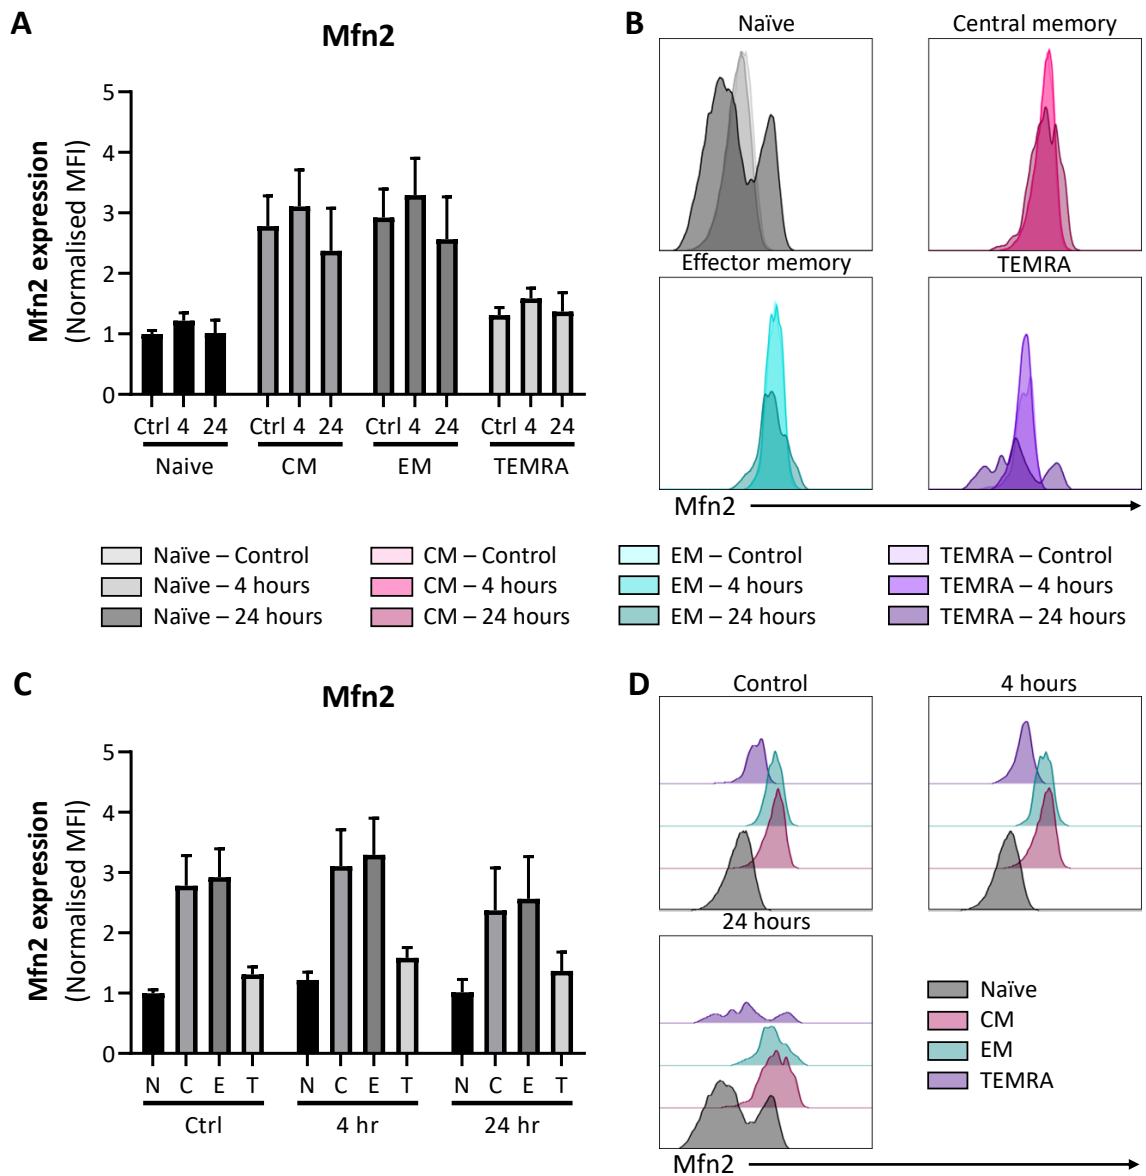 A
Mfn2
Mfn2 expression
(Normalised MFI)
5
4
3
2
1
0
Ctrl 4 24 Ctrl 4 24 Ctrl 4 24 Ctrl 4 24
Naive CM EM TEMRA
B
Naïve Central memory
Effector memory TEMRA
Mfn2
Naïve – Control CM – Control EM – Control TEMRA – Control
Naïve – 4 hours CM – 4 hours EM – 4 hours TEMRA – 4 hours
Naïve – 24 hours CM – 24 hours EM – 24 hours TEMRA – 24 hours
C
Mfn2
Mfn2 expression
(Normalised MFI)
5
4
3
2
1
0
N C E T N C E T N C E T
Ctrl 4 hr 24 hr
D
Control 4 hours
24 hours
Naïve
CM
EM
TEMRA
Mfn2